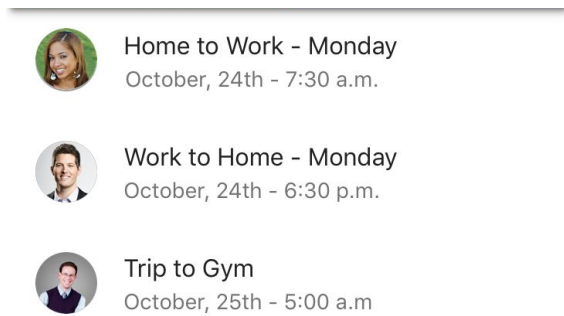 Home to Work - Monday
October, 24th - 7:30 a.m.
Work to Home - Monday
October, 24th - 6:30 p.m.
Trip to Gym
October, 25th - 5:00 a.m